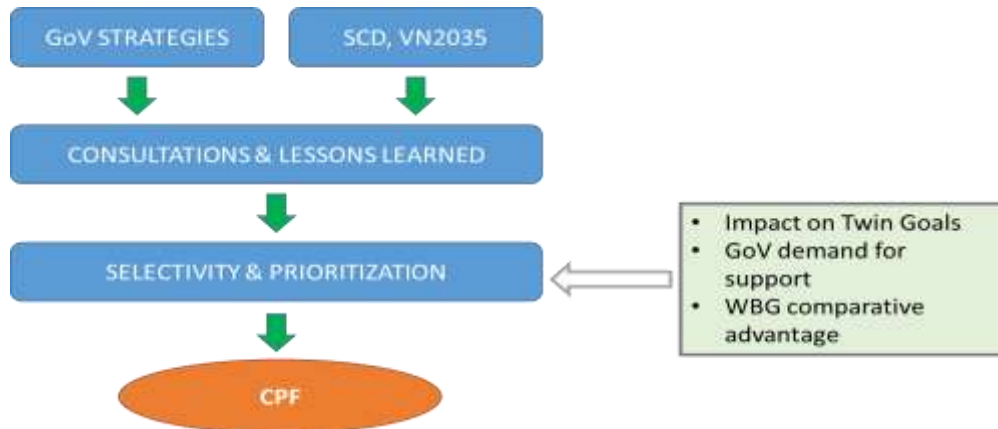 GoV STRATEGIES
SCD, VN2035
CONSULTATIONS & LESSONS LEARNED
SELECTIVITY & PRIORITIZATION
• Impact on Twin Goals
• GoV demand for
support
• WBG comparative
advantage
CPF